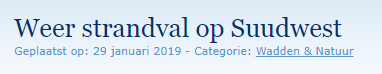 Weer strandval op Suudwest
Geplaatst op: 29 januari 2019 - Categorie: Wadden & Natuur